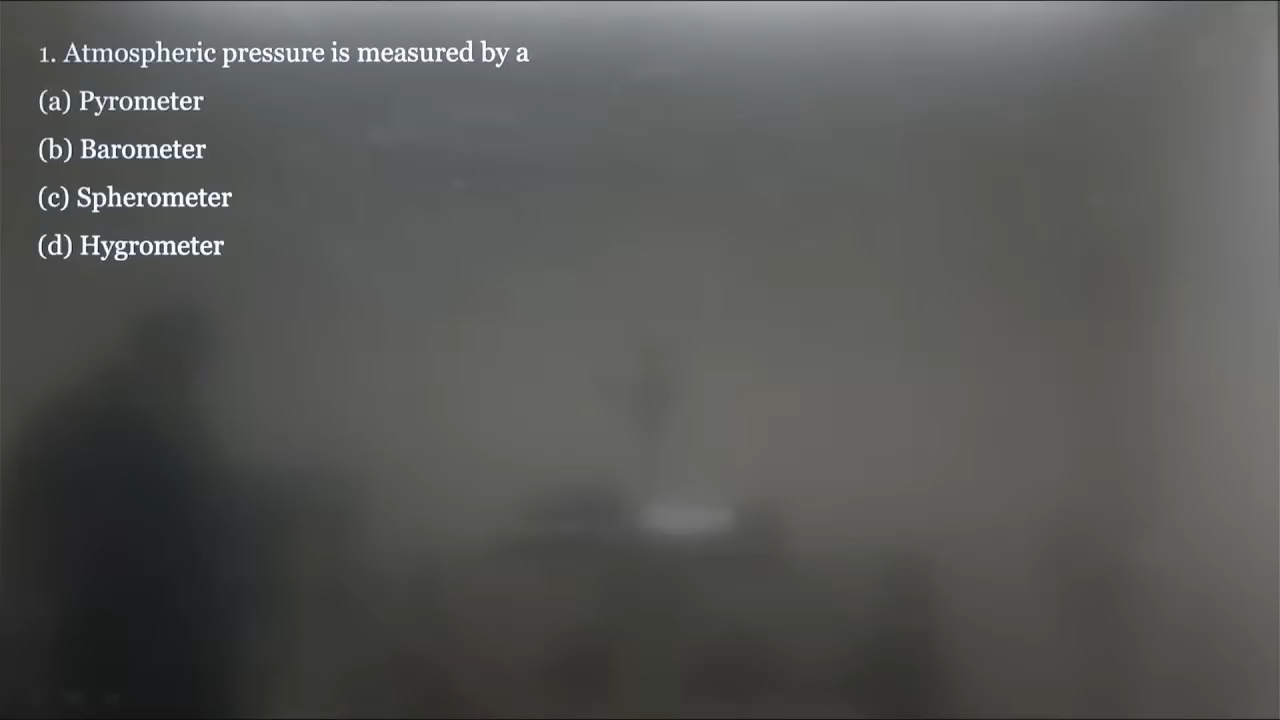 1. Atmospheric pressure is measured by a
(a) Pyrometer
(b) Barometer
(c) Spherometer
(d) Hygrometer